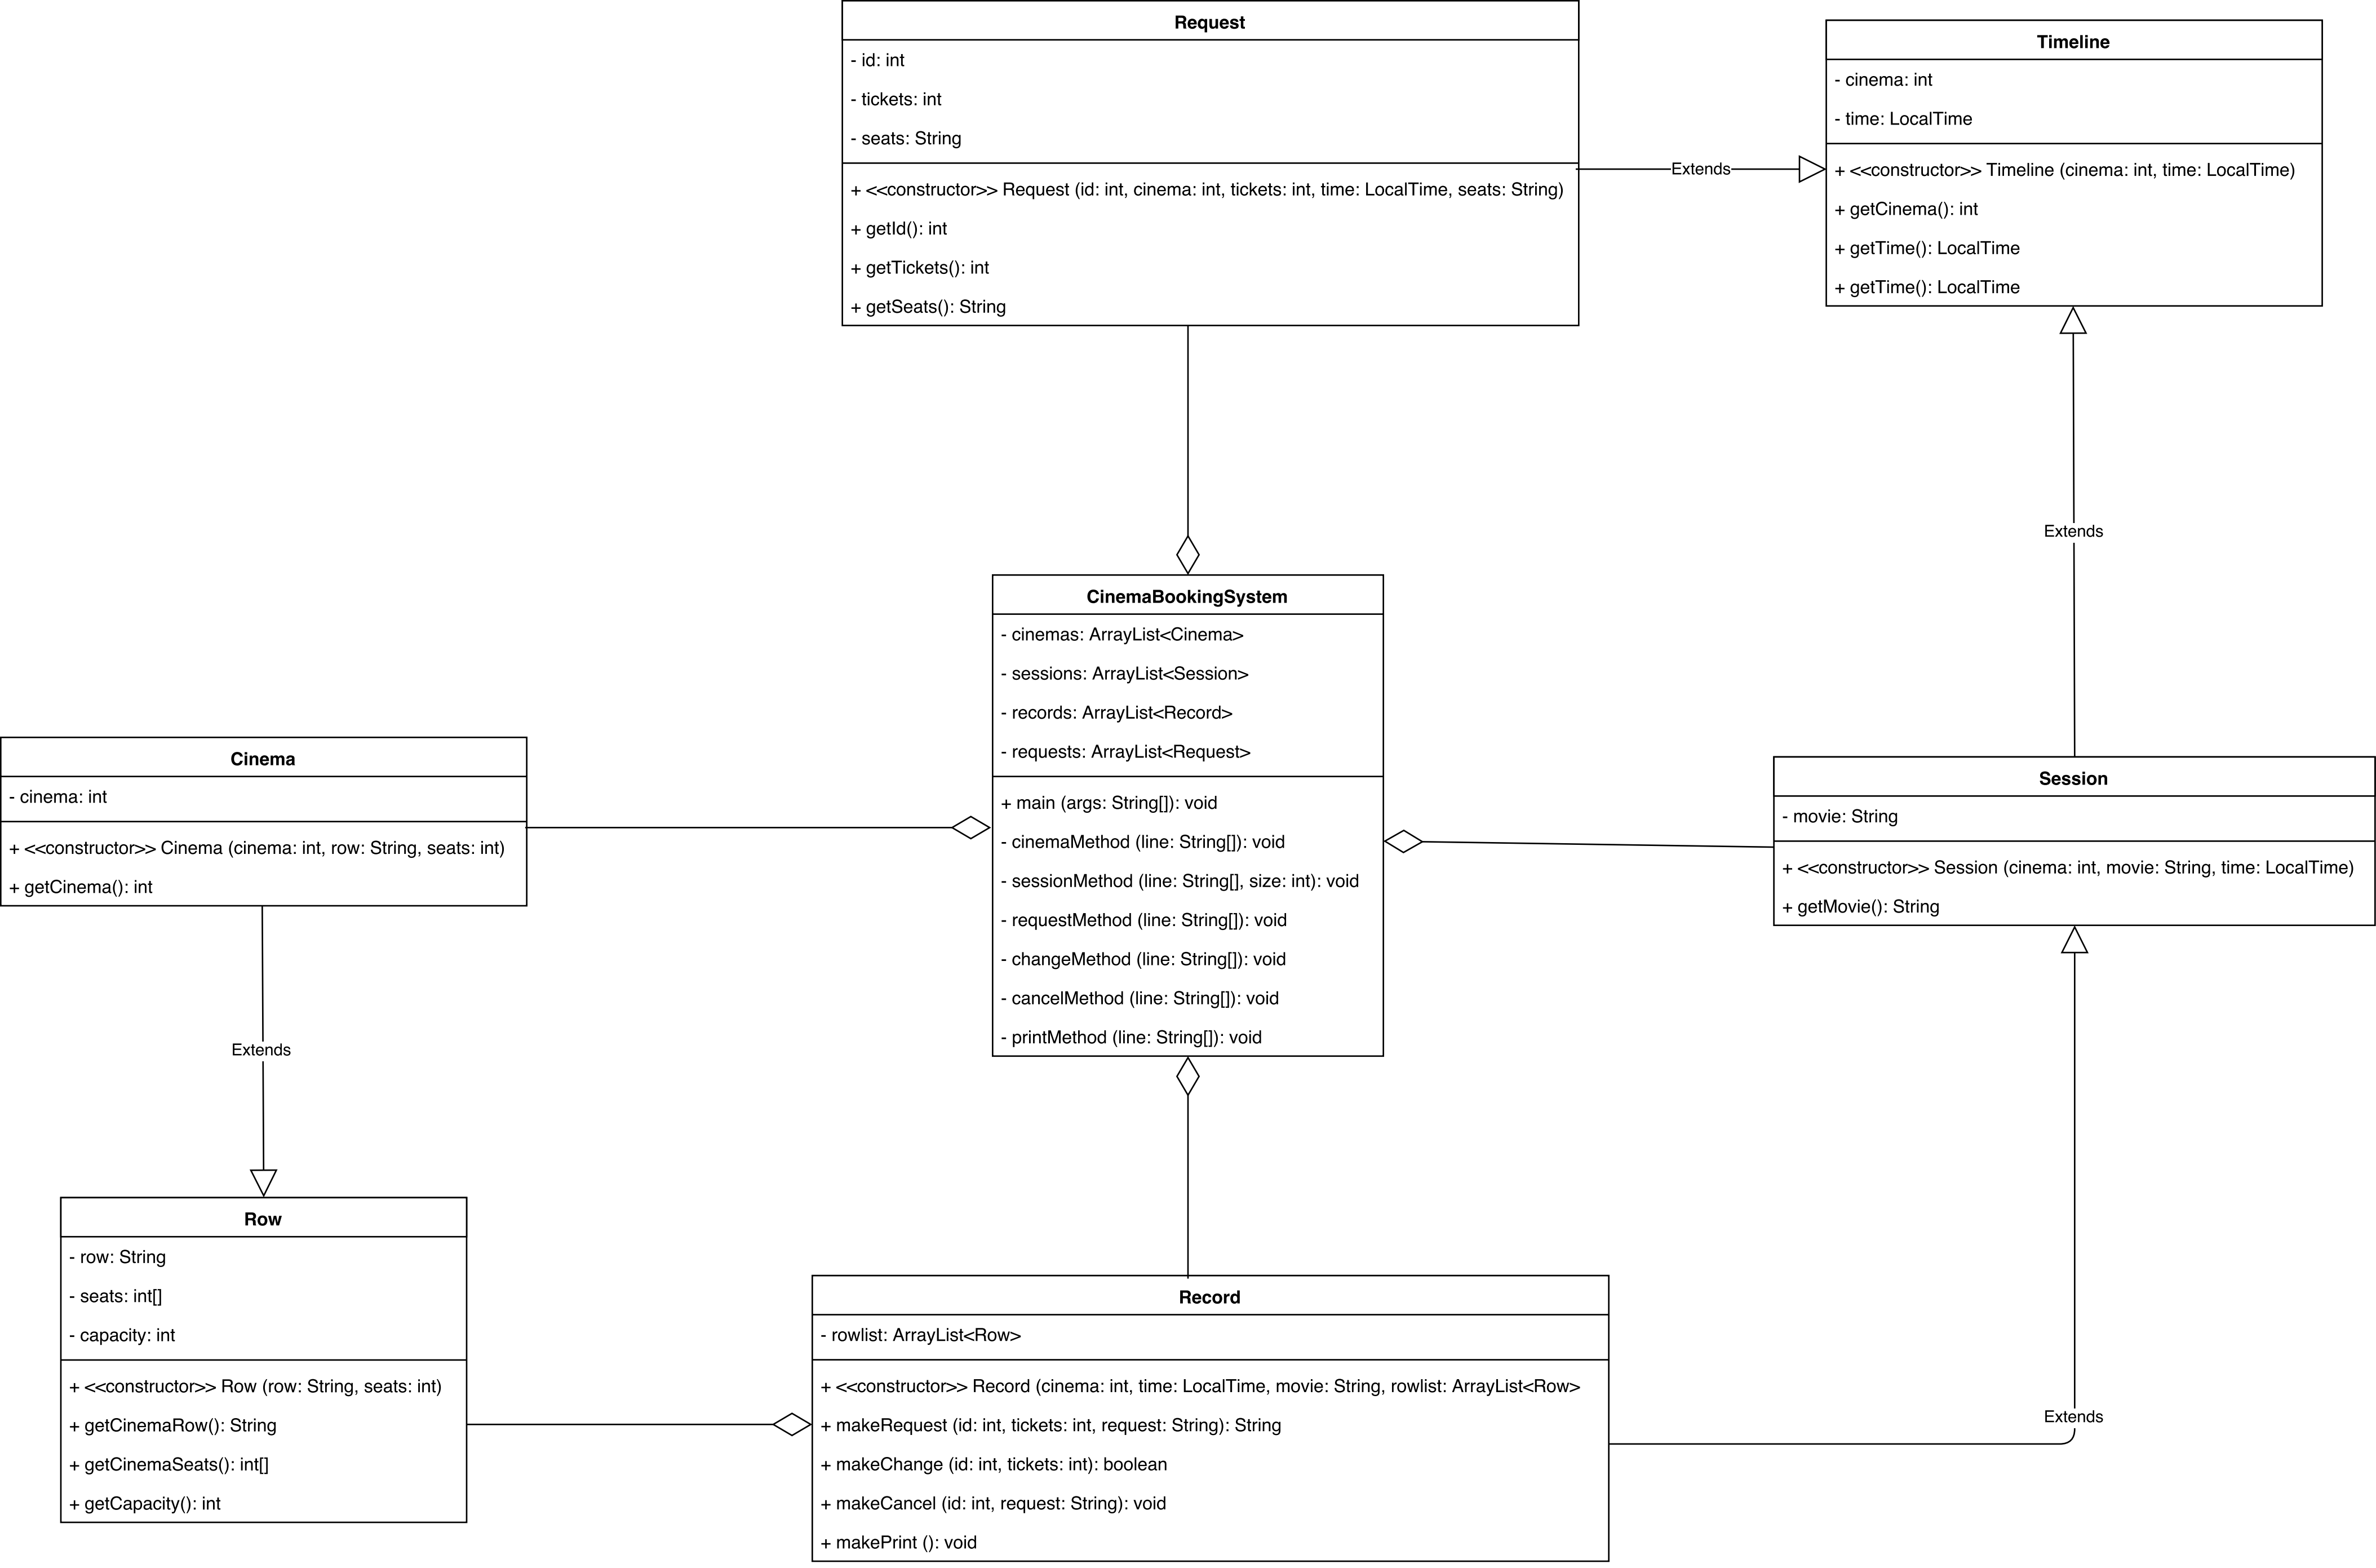 Request
- id: int
- tickets: int
- seats: String
+ <<constructor>> Request (id: int, cinema: int, tickets: int, time: LocalTime, seats: String)
+ getId(): int
+ getTickets(): int
+ getSeats(): String
Extends
Timeline
- cinema: int
- time: LocalTime
+ <<constructor>> Timeline (cinema: int, time: LocalTime)
+ getCinema(): int
+ getTime(): LocalTime
+ getTime(): LocalTime
Extends
CinemaBookingSystem
- cinemas: ArrayList<Cinema>
- sessions: ArrayList<Session>
- records: ArrayList<Record>
- requests: ArrayList<Request>
+ main (args: String[]): void
- cinemaMethod (line: String[]): void
- sessionMethod (line: String[], size: int): void
- requestMethod (line: String[]): void
- changeMethod (line: String[]): void
- cancelMethod (line: String[]): void
- printMethod (line: String[]): void
Cinema
- cinema: int
+ <<constructor>> Cinema (cinema: int, row: String, seats: int)
+ getCinema(): int
Session
- movie: String
+ <<constructor>> Session (cinema: int, movie: String, time: LocalTime)
+ getMovie(): String
Extends
Row
- row: String
- seats: int[]
- capacity: int
+ <<constructor>> Row (row: String, seats: int)
+ getCinemaRow(): String
+ getCinemaSeats(): int[]
+ getCapacity(): int
Record
- rowlist: ArrayList<Row>
+ <<constructor>> Record (cinema: int, time: LocalTime, movie: String, rowlist: ArrayList<Row>
+ makeRequest (id: int, tickets: int, request: String): String
+ makeChange (id: int, tickets: int): boolean
+ makeCancel (id: int, request: String): void
+ makePrint (): void
Extends